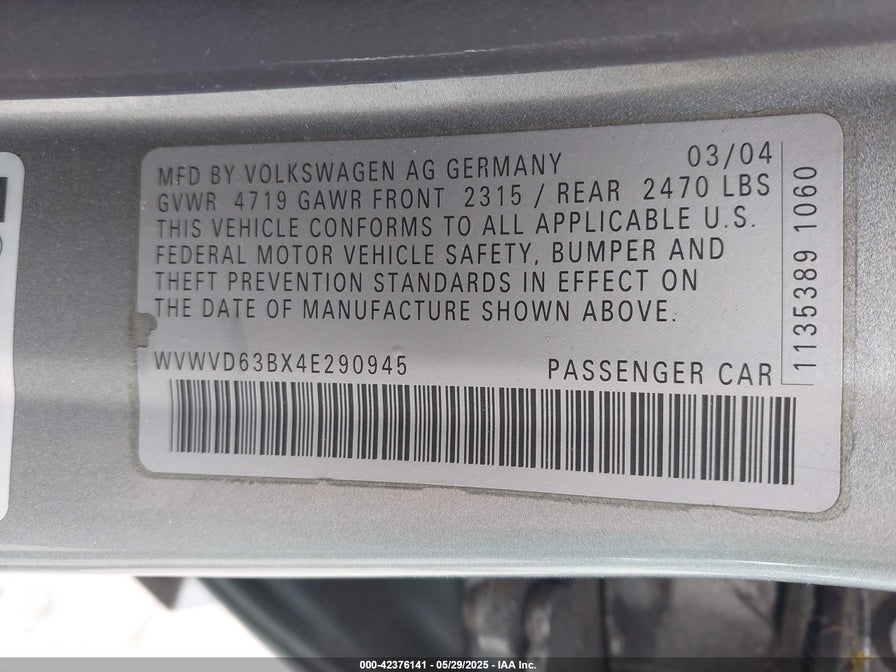 MFD BY VOLKSWAGEN AG GERMANY 03/04
GVWR 4719 GAWR FRONT 2315 / REAR 2470 LBS
THIS VEHICLE CONFORMS TO ALL APPLICABLE U.S.
FEDERAL MOTOR VEHICLE SAFETY, BUMPER AND
THEFT PREVENTION STANDARDS IN EFFECT ON
THE DATE OF MANUFACTURE SHOWN ABOVE.
WVWVD63BX4E290945 PASSENGER CAR
1135389 1060
000-42376141 - 05/29/2025 - IAA Inc.